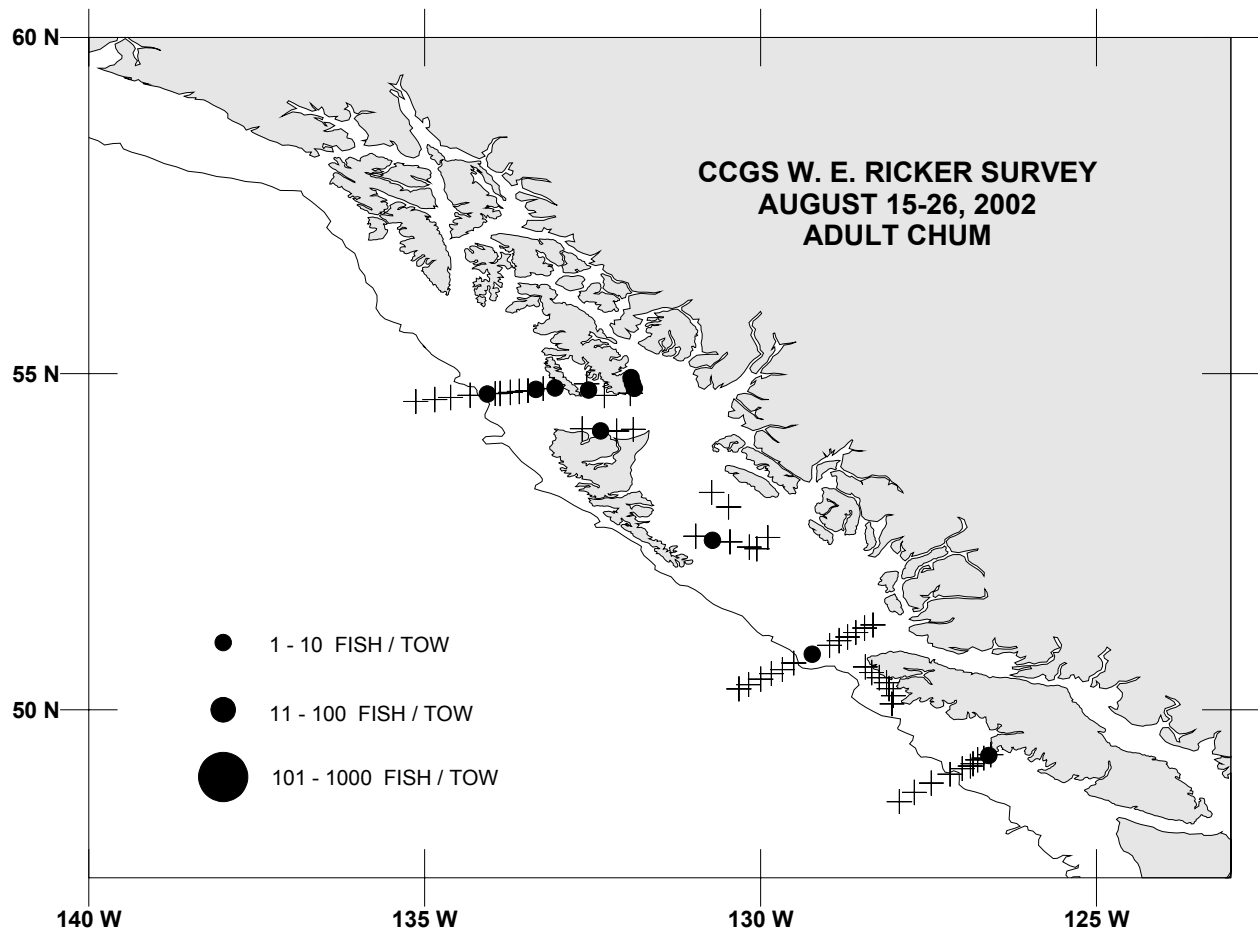 60 N
CCGS W. E. RICKER SURVEY
AUGUST 15-26, 2002
ADULT CHUM
55 N
1 - 10 FISH / TOW
11 - 100 FISH / TOW
50 N
101 - 1000 FISH / TOW
140 W 135 W 130 W 125 W